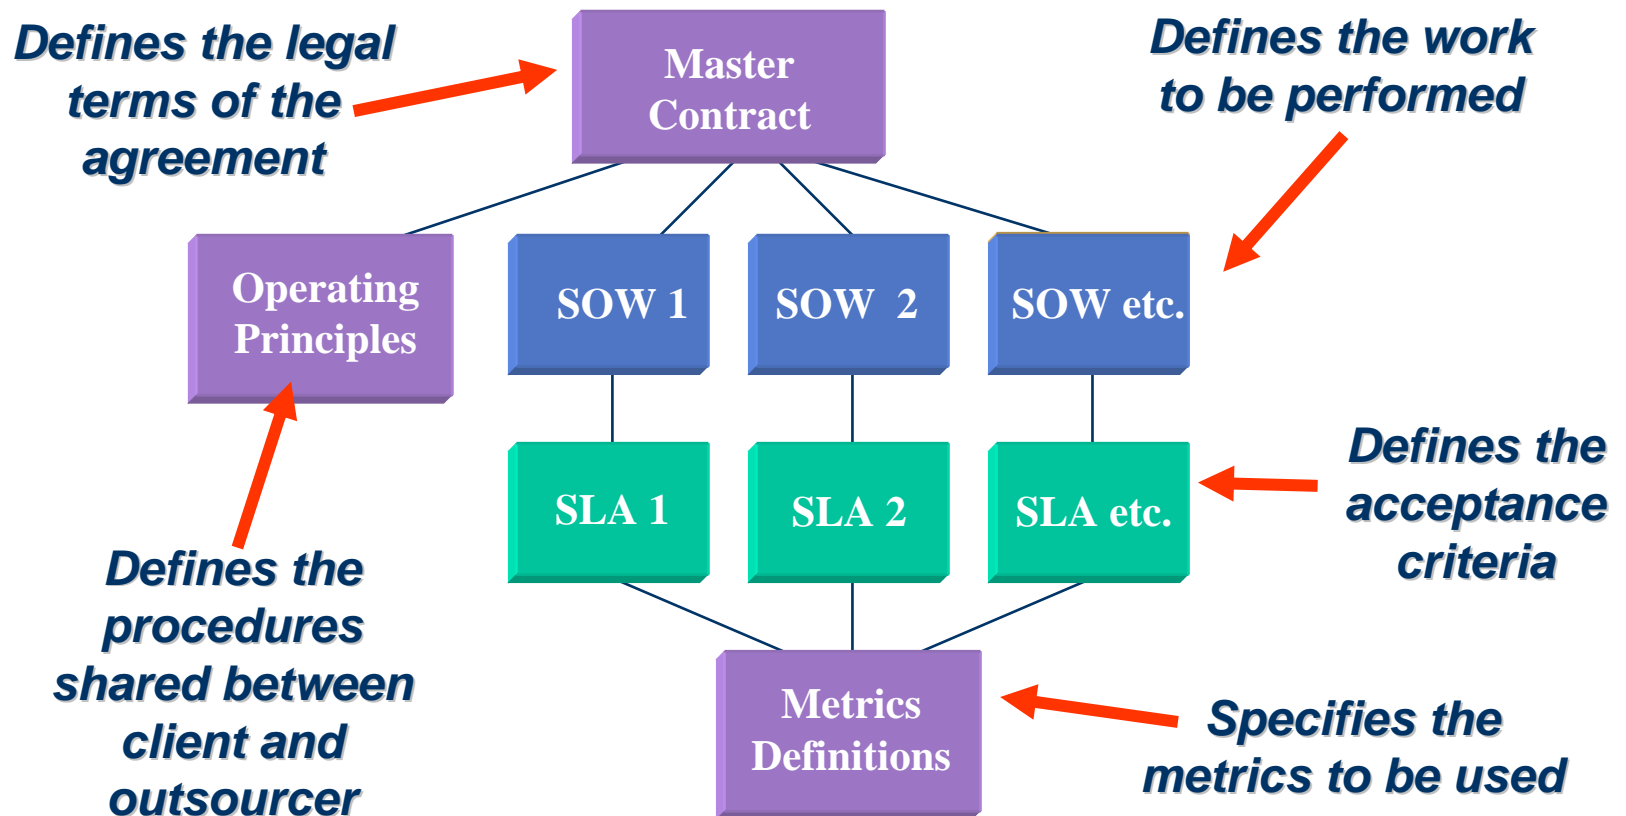 Defines the legal
terms of the
agreement
Master
Contract
Defines the work
to be performed
Operating
Principles
SOW 1
SOW  2
SOW etc.
SLA 1
SLA 2
SLA etc.
Defines the
acceptance
criteria
Defines the
procedures
shared between
client and
outsourcer
Metrics
Definitions
Specifies the
metrics to be used